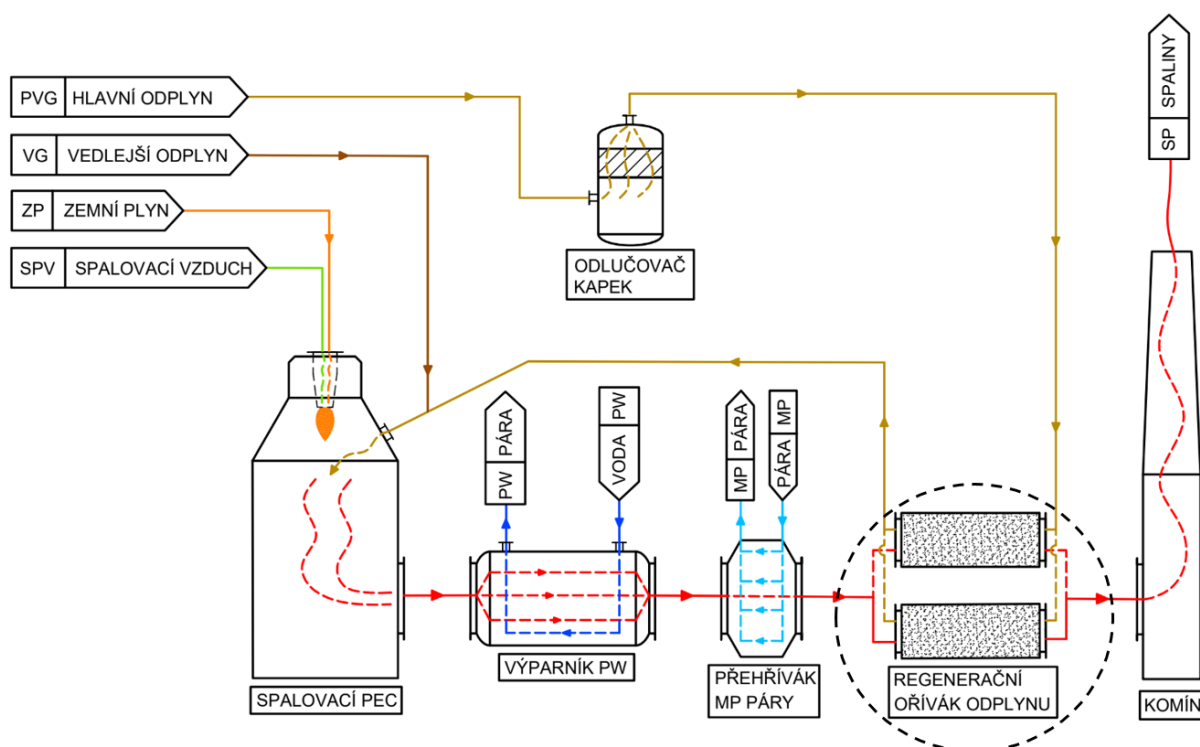 PVG HLAVNÍ ODPLYN
VG VEDLEJŠÍ ODPLYN
ZP ZEMNÍ PLYN
SPV SPALOVACÍ VZDUCH
SP SPALINY
ODLUČOVAČ
KAPEK
PW PÁRA
VODA PW
MP PÁRA
PÁRA MP
SPALOVACÍ PEC
VÝPARNÍK PW
PŘEHŘÍVÁK
MP PÁRY
REGENERAČNÍ
OŘÍVÁK ODPLYNU
KOMÍN